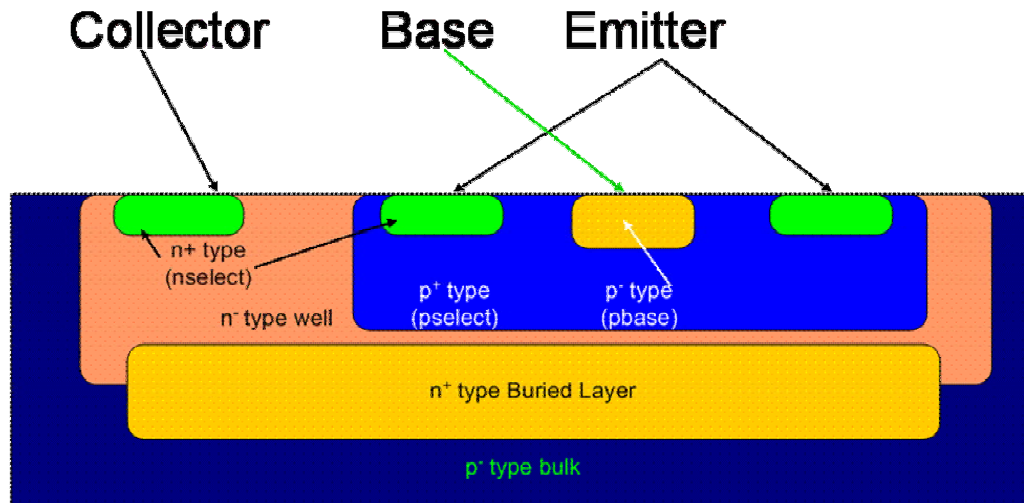 Collector Base Emitter
n+ type
(nselect)
n⁻ type well
p⁺ type
(pselect)
p⁻ type
(pbase)
n⁺ type Buried Layer
p⁻ type bulk